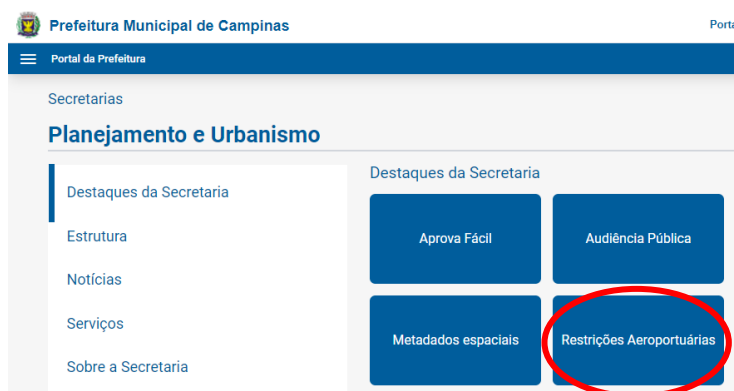 Prefeitura Municipal de Campinas
Porta
Portal da Prefeitura
Secretarias
Planejamento e Urbanismo
Destaques da Secretaria
Estrutura
Notícias
Serviços
Sobre a Secretaria
Destaques da Secretaria
Aprova Fácil
Audiência Pública
Metadados espaciais
Restrições Aeroportuárias